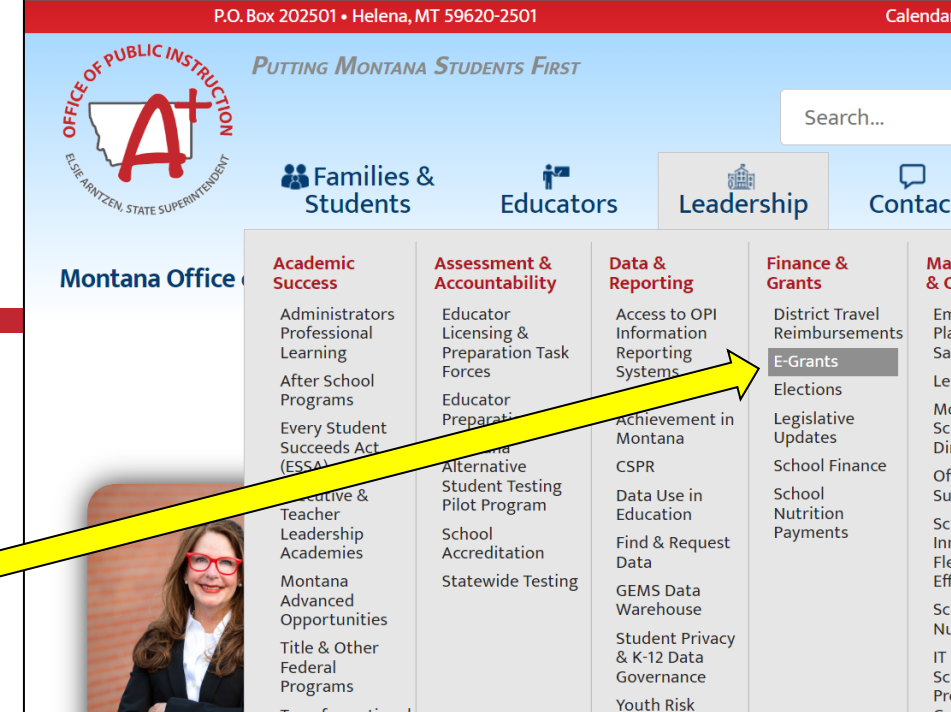 P.O. Box 202501 • Helena, MT 59620-2501
OFFICE OF PUBLIC INSTRUCTION
A+
ELSIE ARNTZEN, STATE SUPERINTENDENT
PUTTING MONTANA STUDENTS FIRST
Search...
Families &
Students
Educators
Leadership
Montana Office
Academic
Success
Administrators
Professional
Learning
After School
Programs
Every Student
Succeeds Act
(ESSA)
Teacher
Leadership
Academies
Montana
Advanced
Opportunities
Title & Other
Federal
Programs
Assessment &
Accountability
Educator
Licensing &
Preparation Task
Forces
Educator
Alternative
Student Testing
Pilot Program
School
Accreditation
Statewide Testing
Data &
Reporting
Access to OPI
Information
Reporting
Systems
Achievement in
Montana
CSPR
Data Use in
Education
Find & Request
Data
GEMS Data
Warehouse
Student Privacy
& K-12 Data
Governance
Youth Risk
Finance &
Grants
District Travel
Reimbursements
E-Grants
Elections
Legislative
Updates
School Finance
School
Nutrition
Payments
&
IT